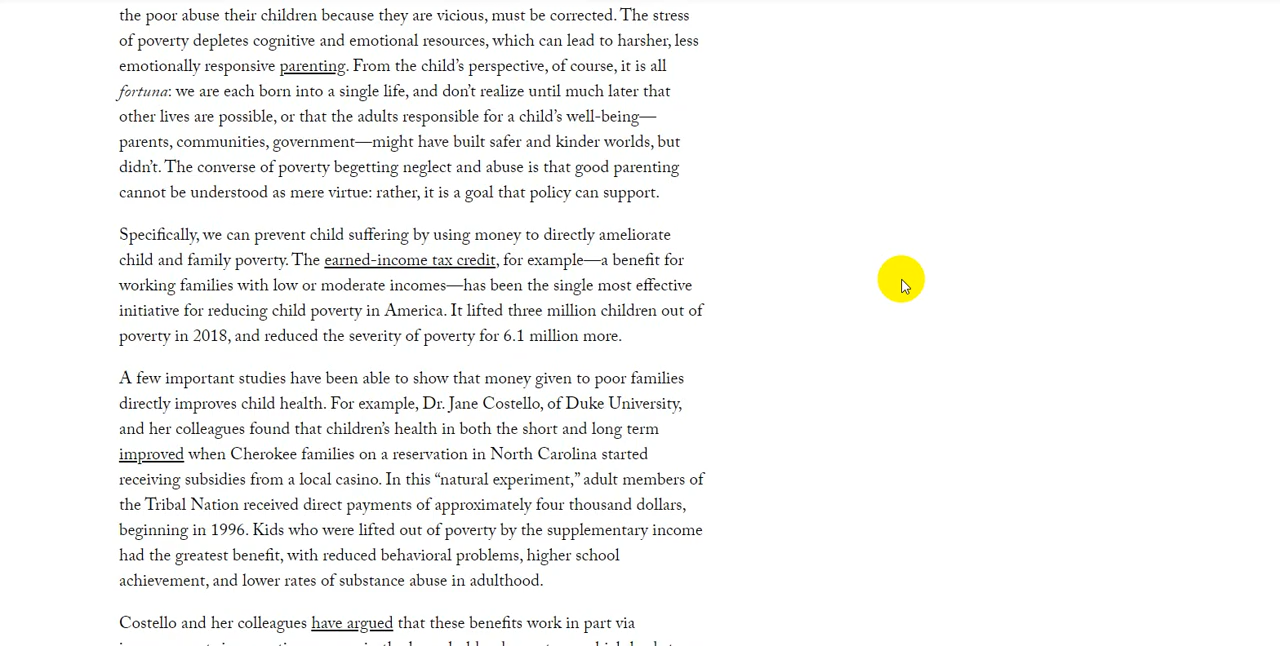 the poor abuse their children because they are vicious, must be corrected. The stress
of poverty depletes cognitive and emotional resources, which can lead to harsher, less
emotionally responsive parenting. From the child’s perspective, of course, it is all
fortuna: we are each born into a single life, and don’t realize until much later that
other lives are possible, or that the adults responsible for a child’s well-being—
parents, communities, government—might have built safer and kinder worlds, but
didn’t. The converse of poverty begetting neglect and abuse is that good parenting
cannot be understood as mere virtue: rather, it is a goal that policy can support.
Specifically, we can prevent child suffering by using money to directly ameliorate
child and family poverty. The earned-income tax credit, for example—a benefit for
working families with low or moderate incomes—has been the single most effective
initiative for reducing child poverty in America. It lifted three million children out of
poverty in 2018, and reduced the severity of poverty for 6.1 million more.
A few important studies have been able to show that money given to poor families
directly improves child health. For example, Dr. Jane Costello, of Duke University,
and her colleagues found that children’s health in both the short and long term
improved when Cherokee families on a reservation in North Carolina started
receiving subsidies from a local casino. In this “natural experiment,” adult members of
the Tribal Nation received direct payments of approximately four thousand dollars,
beginning in 1996. Kids who were lifted out of poverty by the supplementary income
had the greatest benefit, with reduced behavioral problems, higher school
achievement, and lower rates of substance abuse in adulthood.
Costello and her colleagues have argued that these benefits work in part via